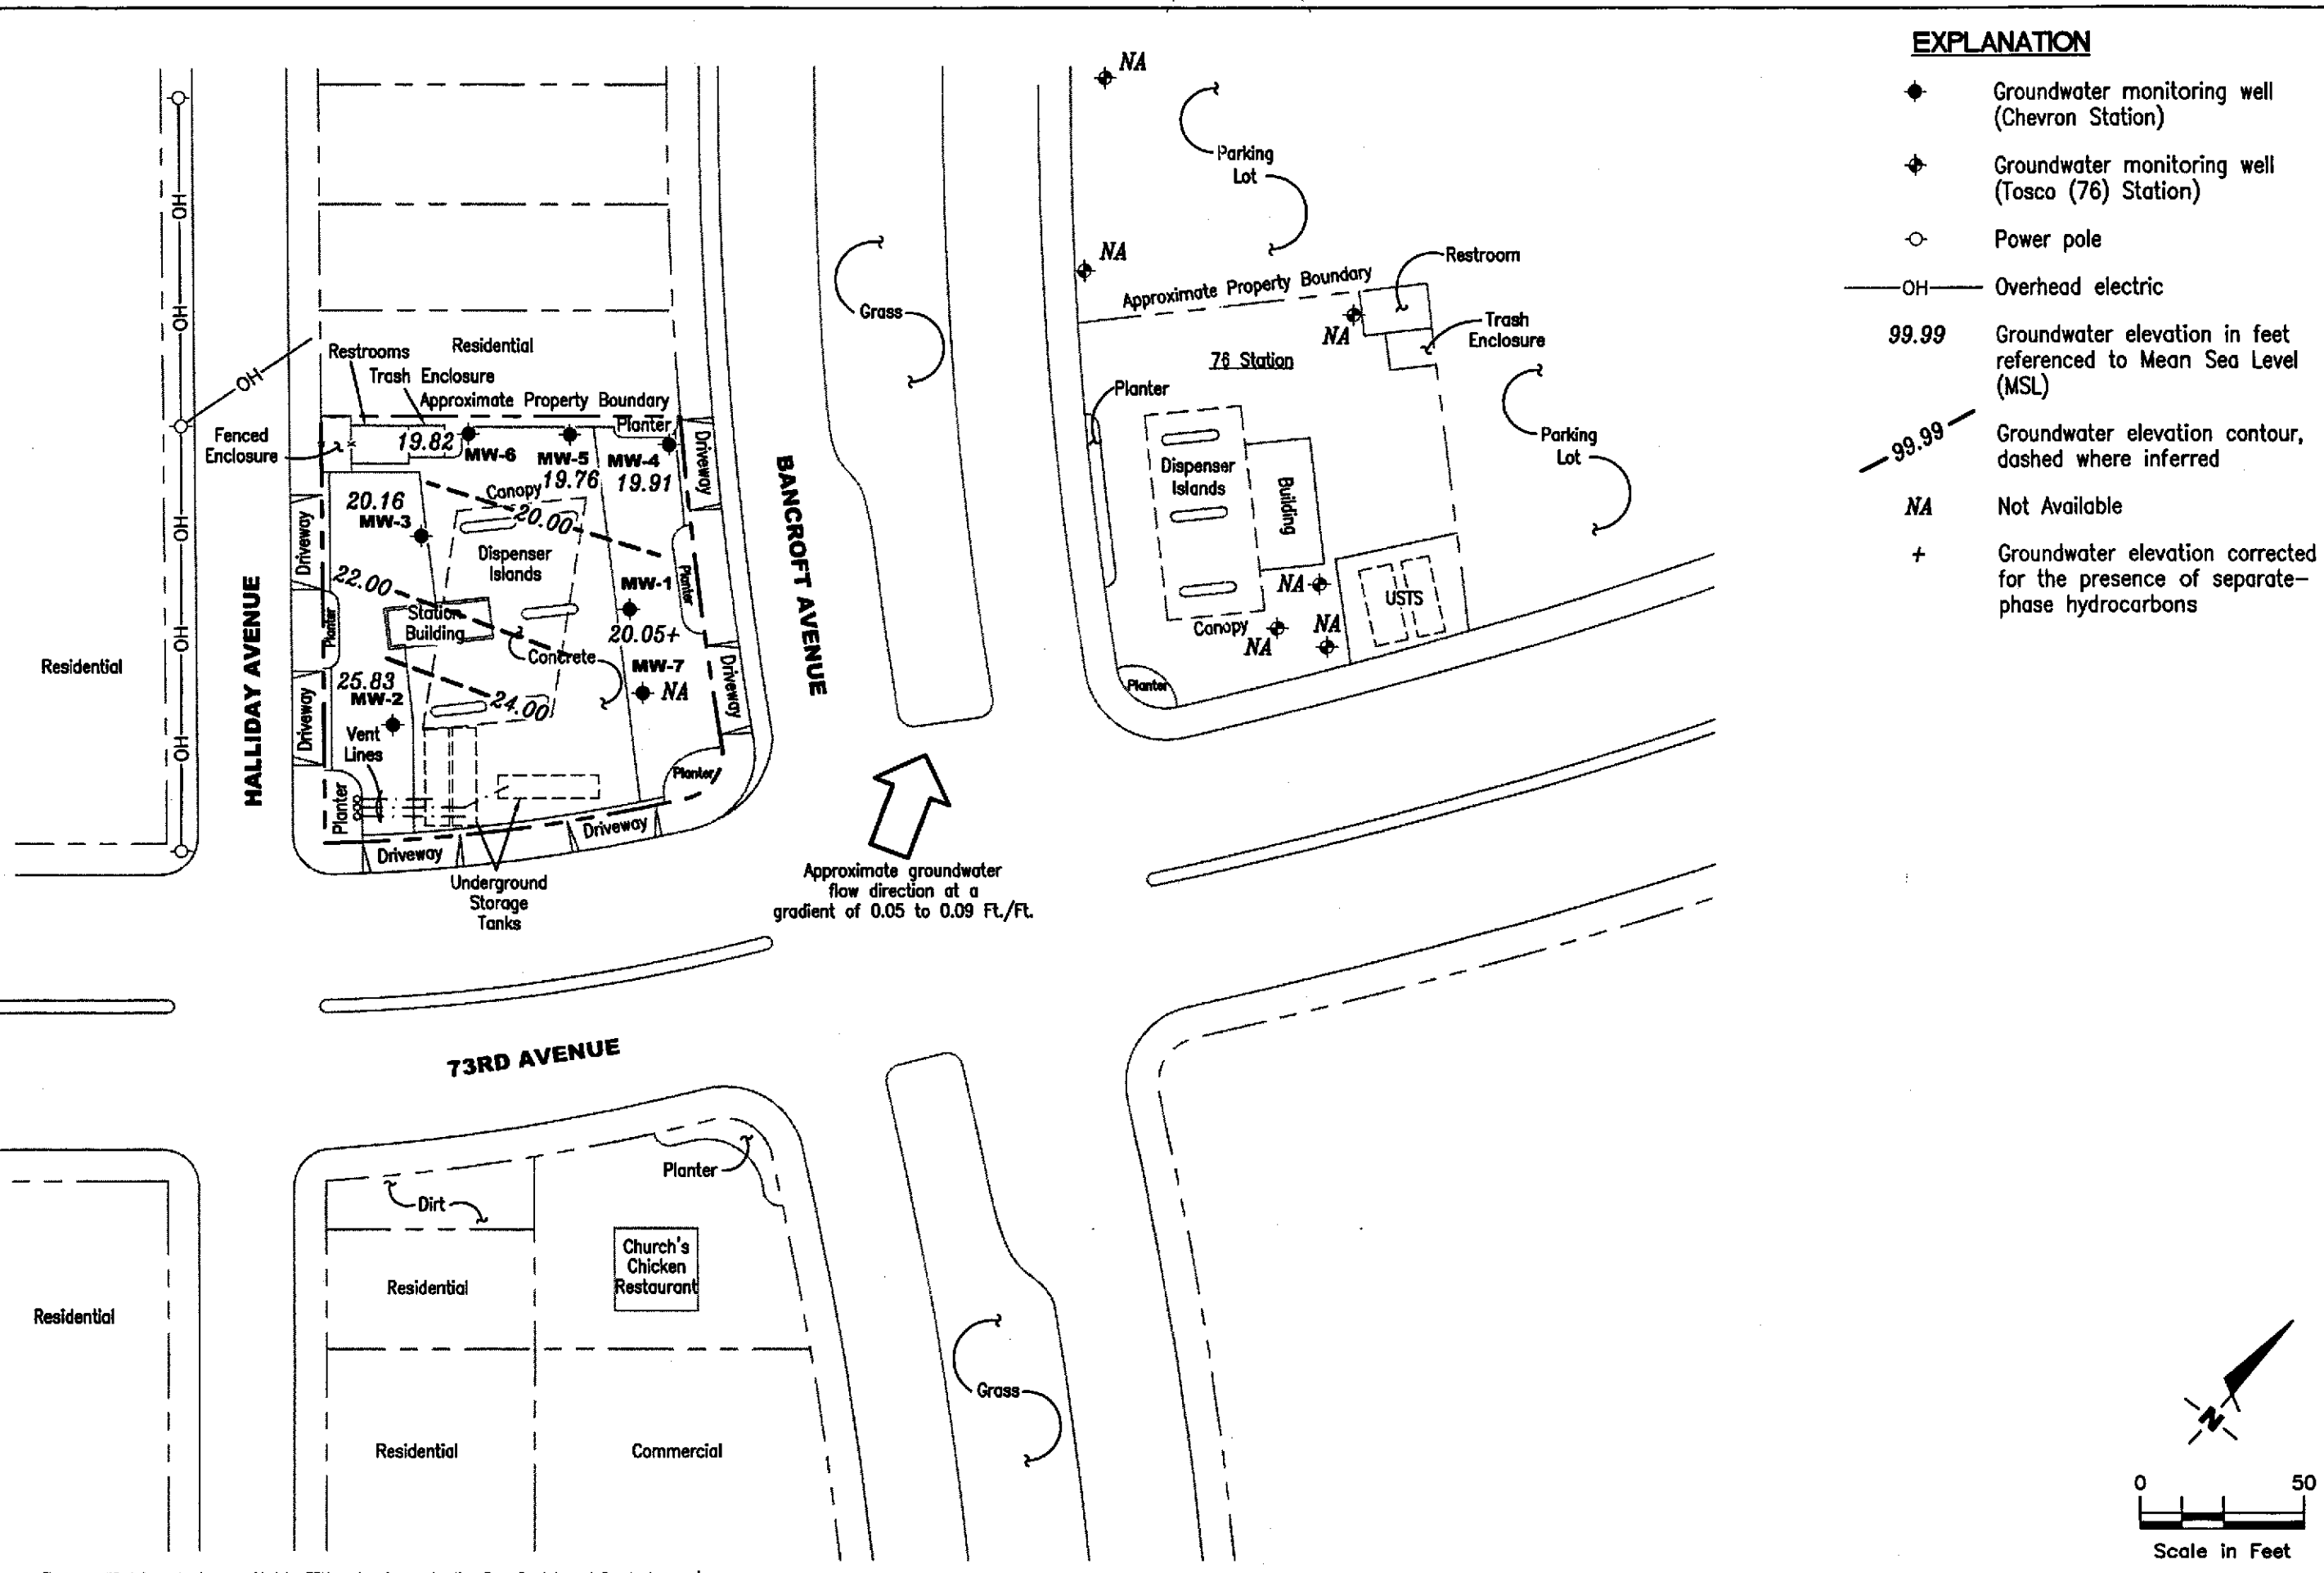 EXPLANATION
Groundwater monitoring well
(Chevron Station)
Groundwater monitoring well
(Tosco (76) Station)
Power pole
OH
Overhead electric
99.99
Groundwater elevation in feet
referenced to Mean Sea Level
(MSL)
99.99
Groundwater elevation contour,
dashed where inferred
NA
Not Available
+
Groundwater elevation corrected
for the presence of separate-
phase hydrocarbons
NA
Parking
Lot
NA
Approximate Property Boundary
Restroom
NA
Trash
Enclosure
76 Station
Planter
Dispenser
Islands
Building
Parking
Lot
NA
USTS
Canopy
NA
NA
Planter
Grass
OH
OH
OH
OH
OH
OH
Restrooms
Residential
Trash Enclosure
Approximate Property Boundary
Fenced
Enclosure
19.82
MW-6
MW-5
19.76
Planter
MW-4
19.91
Driveway
20.16
MW-3
Canopy
20.00
Dispenser
Islands
Driveway
22.00
MW-1
20.05+
Planter
Station
Building
Planter
Concrete
MW-7
NA
25.83
MW-2
24.00
Driveway
Driveway
Vent
Lines
Planter
Planter
Driveway
Driveway
Underground
Storage
Tanks
Residential
HALLIDAY AVENUE
BANCROFT AVENUE
Approximate groundwater
flow direction at a
gradient of 0.05 to 0.09 Ft./Ft.
73RD AVENUE
Planter
Dirt
Residential
Church's
Chicken
Restaurant
Residential
Residential
Commercial
Grass
N
0 50
Scale in Feet